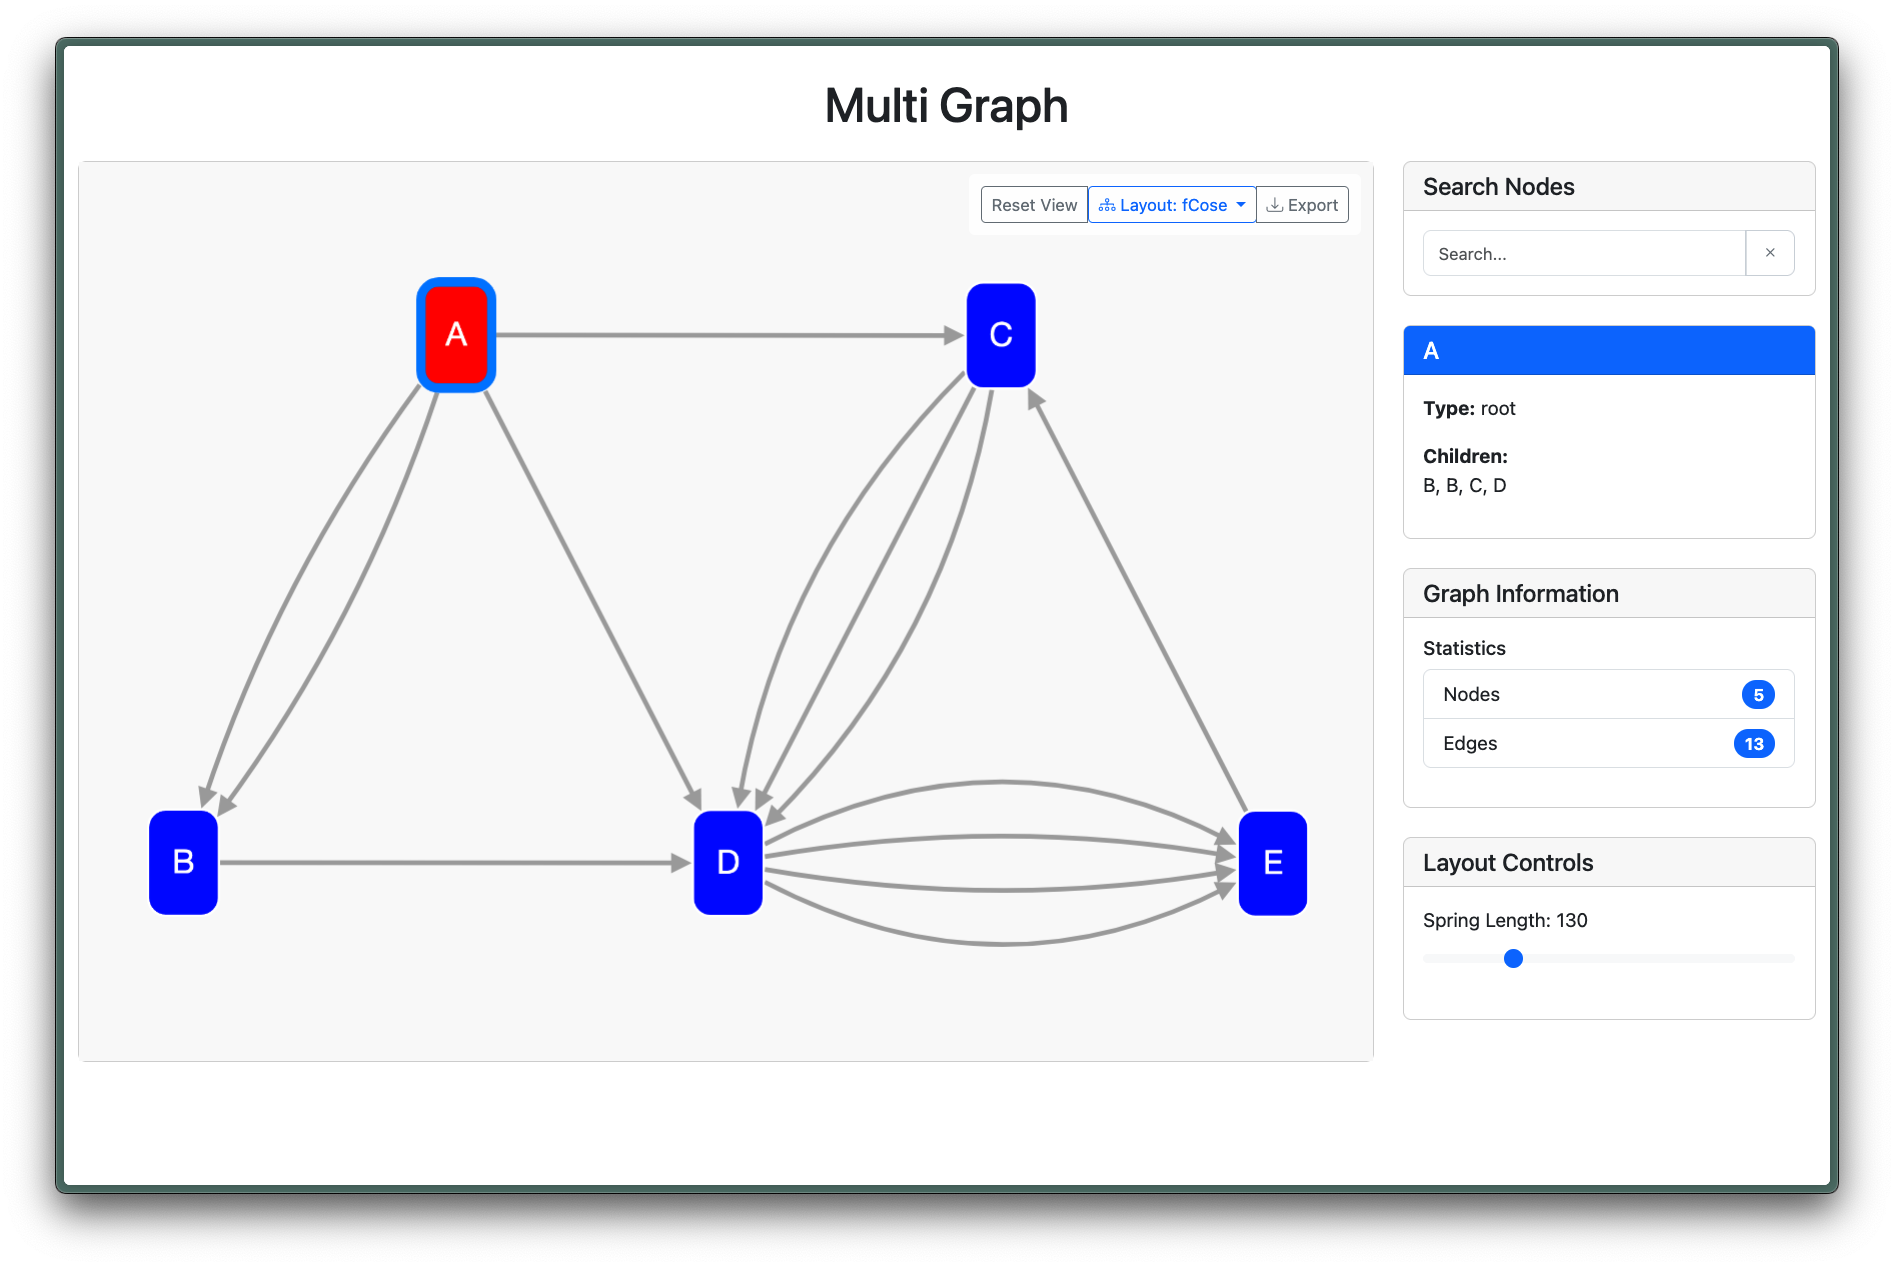 Multi Graph
Reset View
Layout: fCose
Export
A
C
B
D
E
Search Nodes
Search...
×
A
Type: root
Children:
B, B, C, D
Graph Information
Statistics
Nodes 5
Edges 13
Layout Controls
Spring Length: 130